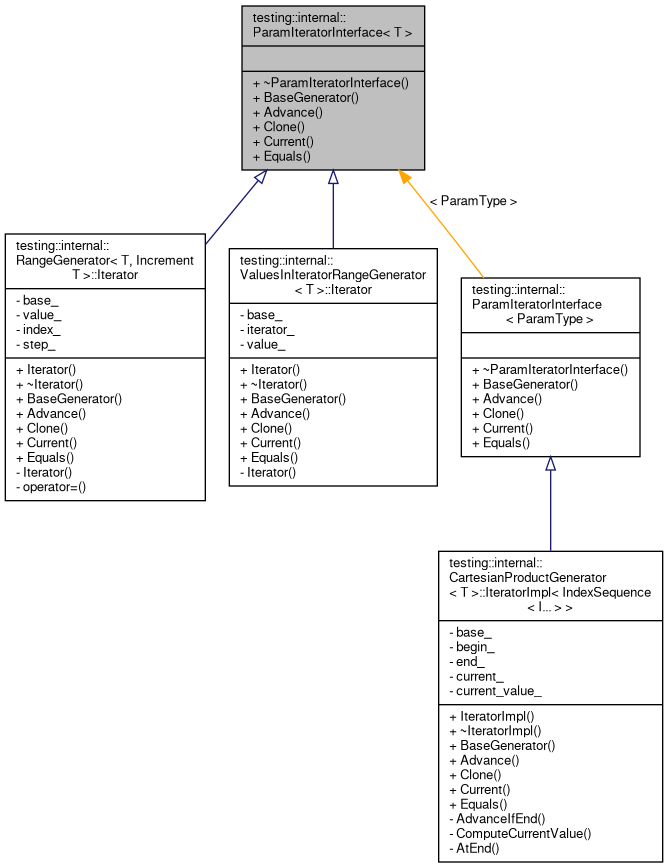 testing::internal::
ParamIteratorInterface< T >
+ ~ParamIteratorInterface()
+ BaseGenerator()
+ Advance()
+ Clone()
+ Current()
+ Equals()
< ParamType >
testing::internal::
RangeGenerator< T, Increment
T >::Iterator
- base_
- value_
- index_
- step_
+ Iterator()
+ ~Iterator()
+ BaseGenerator()
+ Advance()
+ Clone()
+ Current()
+ Equals()
- Iterator()
- operator=()
testing::internal::
ValuesInIteratorRangeGenerator
< T >::Iterator
- base_
- iterator_
- value_
+ Iterator()
+ ~Iterator()
+ BaseGenerator()
+ Advance()
+ Clone()
+ Current()
+ Equals()
- Iterator()
testing::internal::
ParamIteratorInterface
< ParamType >
+ ~ParamIteratorInterface()
+ BaseGenerator()
+ Advance()
+ Clone()
+ Current()
+ Equals()
testing::internal::
CartesianProductGenerator
< T >::IteratorImpl< IndexSequence
< I... > >
- base_
- begin_
- end_
- current_
- current_value_
+ IteratorImpl()
+ ~IteratorImpl()
+ BaseGenerator()
+ Advance()
+ Clone()
+ Current()
+ Equals()
- AdvanceIfEnd()
- ComputeCurrentValue()
- AtEnd()